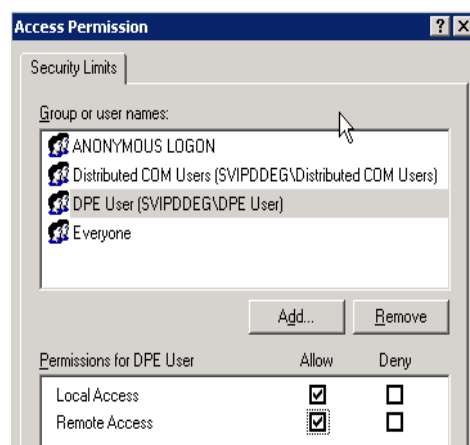 Access Permission
Security Limits
Group or user names:
ANONYMOUS LOGON
Distributed COM Users (SVIPDDEG\Distributed COM Users)
DPE User (SVIPDDEG\DPE User)
Everyone
Add... Remove
Permissions for DPE User Allow Deny
Local Access
Remote Access